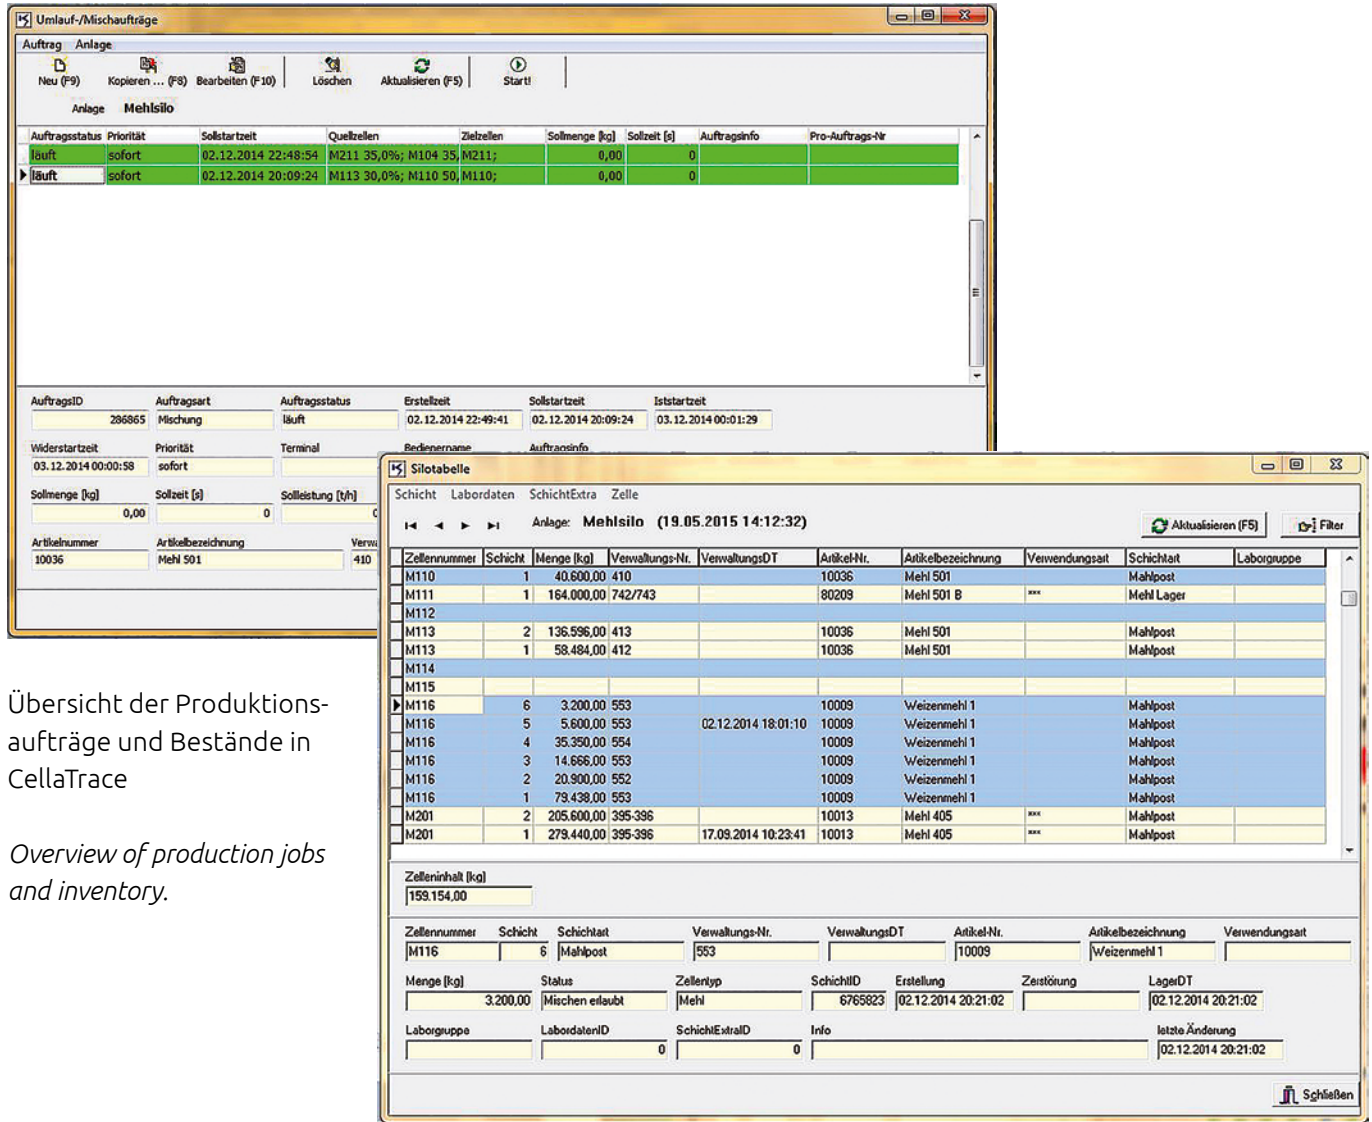 Umlauf-/Mischaufträge
Auftrag Anlage
Neu (F9) Kopieren ... (F8) Bearbeiten (F10) Löschen Aktualisieren (F5) Start!
Anlage Mehlsilo
Auftragsstatus Priorität Sollstartzeit Quellzellen Zielzellen Sollmenge [kg] Sollzeit [s] Auftragsinfo Pro-Auftrags-Nr
läuft sofort 02.12.2014 22:48:54 M211 35,0%; M104 35, M211; 0,00 0
läuft sofort 02.12.2014 20:09:24 M113 30,0%; M110 50, M110; 0,00 0
AuftragsID Auftragsart Auftragsstatus Erstellzeit Sollstartzeit Iststartzeit
286865 Mischung läuft 02.12.2014 22:49:41 02.12.2014 20:09:24 03.12.2014 00:01:29
Widerstartzeit Priorität Terminal Bedienername Auftragsinfo
03.12.2014 00:00:58 sofort
Sollmenge [kg] Sollzeit [s] Sollleistung [t/h]
0,00 0
Artikelnummer Artikelbezeichnung Verwa
10036 Mehl 501 410
Silotabelle
Schicht Labordaten SchichtExtra Zelle
Anlage: Mehlsilo (19.05.2015 14:12:32) Aktualisieren (F5) Filter
Zellennummer Schicht Menge [kg] Verwaltungs-Nr. VerwaltungsDT Artikel-Nr. Artikelbezeichnung Verwendungsart Schichtart Laborgruppe
M110 1 40.600,00 410 10036 Mehl 501 Mahlpost
M111 1 164.000,00 742/743 80209 Mehl 501 B *** Mehl Lager
M112
M113 2 136.596,00 413 10036 Mehl 501 Mahlpost
M113 1 58.484,00 412 10036 Mehl 501 Mahlpost
M114
M115
M116 6 3.200,00 553 10009 Weizenmehl 1 Mahlpost
M116 5 5.600,00 553 02.12.2014 18:01:10 10009 Weizenmehl 1 Mahlpost
M116 4 35.350,00 554 10009 Weizenmehl 1 Mahlpost
M116 3 14.666,00 553 10009 Weizenmehl 1 Mahlpost
M116 2 20.900,00 552 10009 Weizenmehl 1 Mahlpost
M116 1 79.438,00 553 10009 Weizenmehl 1 Mahlpost
M201 2 205.600,00 395-396 10013 Mehl 405 *** Mahlpost
M201 1 279.440,00 395-396 17.09.2014 10:23:41 10013 Mehl 405 *** Mahlpost
Zelleninhalt [kg]
159.154,00
Zellennummer Schicht Schichtart Verwaltungs-Nr. VerwaltungsDT Artikel-Nr. Artikelbezeichnung Verwendungsart
M116 6 Mahlpost 553 10009 Weizenmehl 1
Menge [kg] Status Zellentyp SchichtID Erstellung Zerstörung LagerDT
3.200,00 Mischen erlaubt Mehl 6765823 02.12.2014 20:21:02 02.12.2014 20:21:02
Laborgruppe LabordatenID SchichtExtraID Info letzte Änderung
0 0 02.12.2014 20:21:02
Schließen
Übersicht der Produktions-
aufträge und Bestände in
CellaTrace
Overview of production jobs
and inventory.